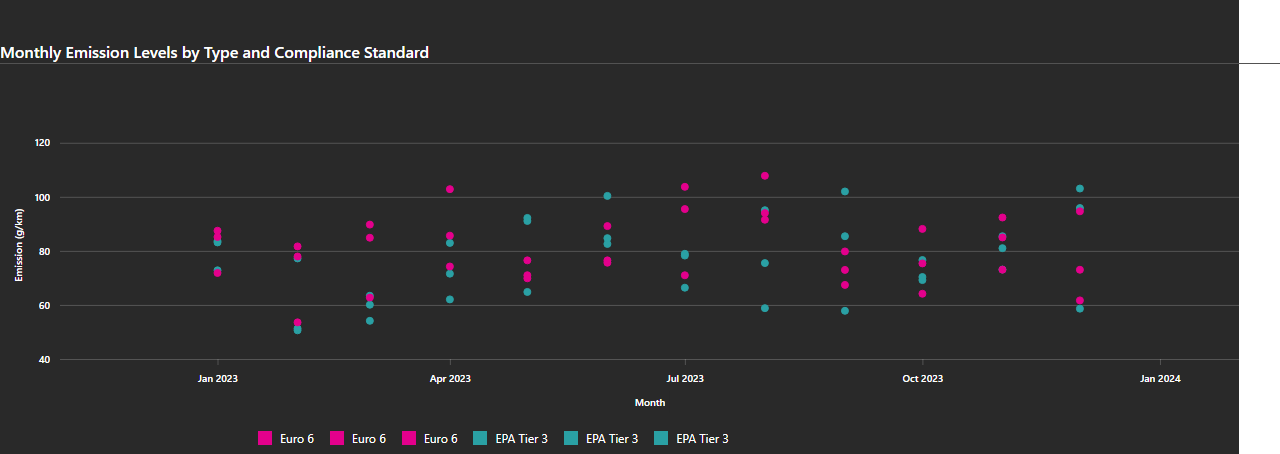 Monthly Emission Levels by Type and Compliance Standard
120
100
80
60
40
Emission (g/km)
Jan 2023 Apr 2023 Jul 2023 Oct 2023 Jan 2024
Month
Euro 6 Euro 6 Euro 6 EPA Tier 3 EPA Tier 3 EPA Tier 3